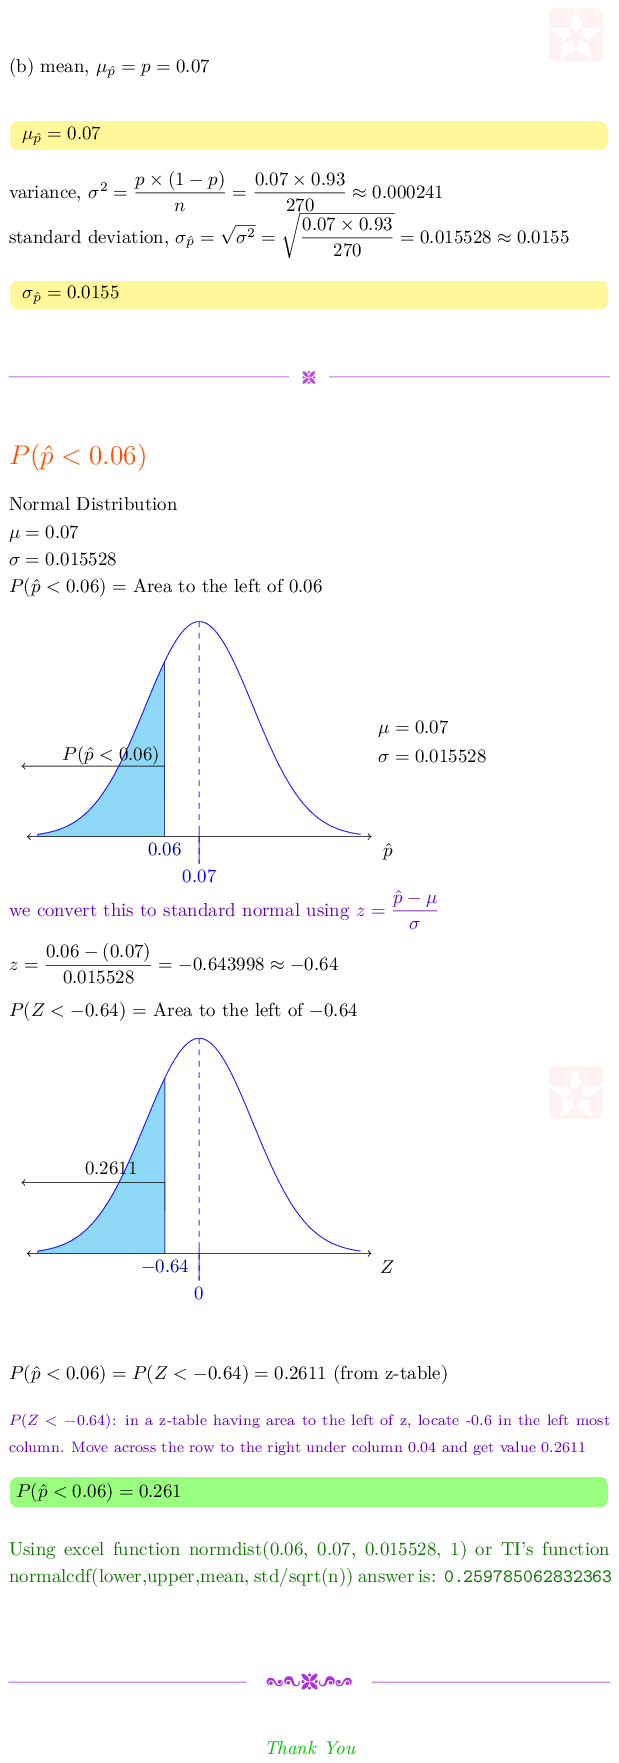 (b) mean, μ_p̂ = p = 0.07
μ_p̂ = 0.07
variance, σ² = p × (1 − p) / n = 0.07 × 0.93 / 270 ≈ 0.000241
standard deviation, σ_p̂ = √σ² = √(0.07 × 0.93 / 270) = 0.015528 ≈ 0.0155
σ_p̂ = 0.0155
P(p̂ < 0.06)
Normal Distribution
μ = 0.07
σ = 0.015528
P(p̂ < 0.06) = Area to the left of 0.06
μ = 0.07
P(p̂ < 0.06)
σ = 0.015528
0.06
p̂
0.07
we convert this to standard normal using z = (p̂ − μ) / σ
z = (0.06 − (0.07)) / 0.015528 = −0.643998 ≈ −0.64
P(Z < −0.64) = Area to the left of −0.64
0.2611
−0.64
Z
0
P(p̂ < 0.06) = P(Z < −0.64) = 0.2611 (from z-table)
P(Z < −0.64): in a z-table having area to the left of z, locate -0.6 in the left most
column. Move across the row to the right under column 0.04 and get value 0.2611
P(p̂ < 0.06) = 0.261
Using excel function normdist(0.06, 0.07, 0.015528, 1) or TI's function
normalcdf(lower,upper,mean, std/sqrt(n)) answer is: 0.259785062832363
Thank You